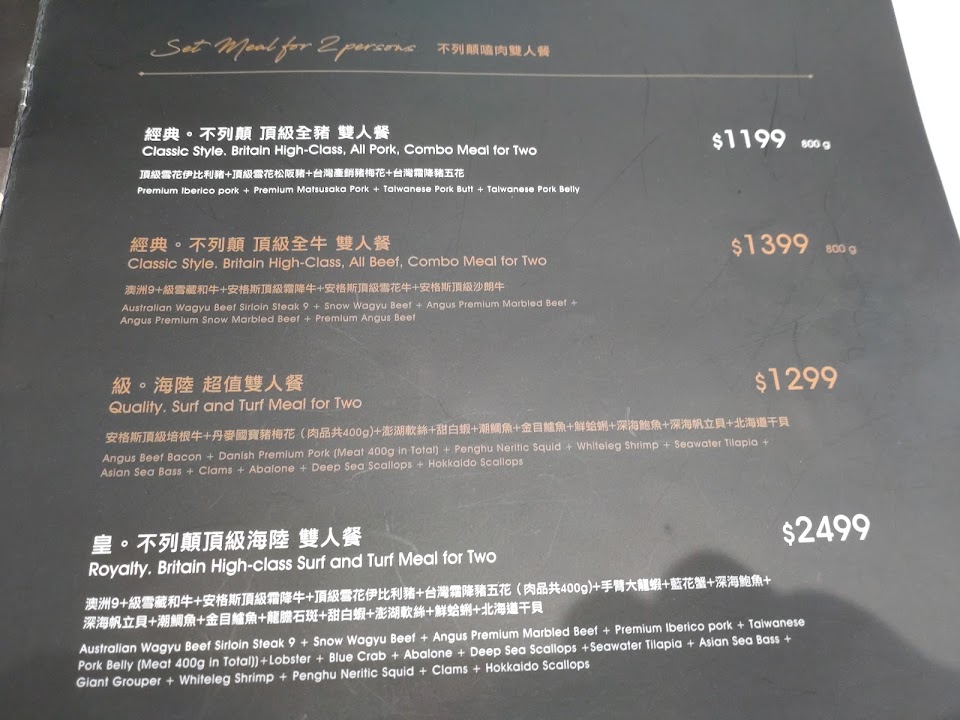 Set Meal for 2 persons 不列顛嗑肉雙人餐
經典。不列顛 頂級全豬 雙人餐 $1199 800 g
Classic Style. Britain High-Class, All Pork, Combo Meal for Two
頂級雪花伊比利豬+頂級雪花松阪豬+台灣產銷豬梅花+台灣霜降豬五花
Premium Iberico pork + Premium Matsusaka Pork + Taiwanese Pork Butt + Taiwanese Pork Belly
經典。不列顛 頂級全牛 雙人餐 $1399 800 g
Classic Style. Britain High-Class, All Beef, Combo Meal for Two
澳洲9+級雪藏和牛+安格斯頂級霜降牛+安格斯頂級雪花牛+安格斯頂級沙朗牛
Australian Wagyu Beef Sirloin Steak 9 + Snow Wagyu Beef + Angus Premium Marbled Beef +
Angus Premium Snow Marbled Beef + Premium Angus Beef
級。海陸 超值雙人餐 $1299
Quality. Surf and Turf Meal for Two
安格斯頂級培根牛+丹麥國寶豬梅花（肉品共400g)+澎湖軟絲+甜白蝦+潮鯛魚+金目鱸魚+鮮蛤蜊+深海鮑魚+深海帆立貝+北海道干貝
Angus Beef Bacon + Danish Premium Pork (Meat 400g in Total) + Penghu Neritic Squid + Whiteleg Shrimp + Seawater Tilapia +
Asian Sea Bass + Clams + Abalone + Deep Sea Scallops + Hokkaido Scallops
皇。不列顛頂級海陸 雙人餐 $2499
Royalty. Britain High-class Surf and Turf Meal for Two
澳洲9+級雪藏和牛+安格斯頂級霜降牛+頂級雪花伊比利豬+台灣霜降豬五花（肉品共400g)+手臂大龍蝦+藍花蟹+深海鮑魚+
深海帆立貝+潮鯛魚+金目鱸魚+龍膽石斑+甜白蝦+澎湖軟絲+鮮蛤蜊+北海道干貝
Australian Wagyu Beef Sirloin Steak 9 + Snow Wagyu Beef + Angus Premium Marbled Beef + Premium Iberico pork + Taiwanese
Pork Belly (Meat 400g in Total))+Lobster + Blue Crab + Abalone + Deep Sea Scallops +Seawater Tilapia + Asian Sea Bass +
Giant Grouper + Whiteleg Shrimp + Penghu Neritic Squid + Clams + Hokkaido Scallops